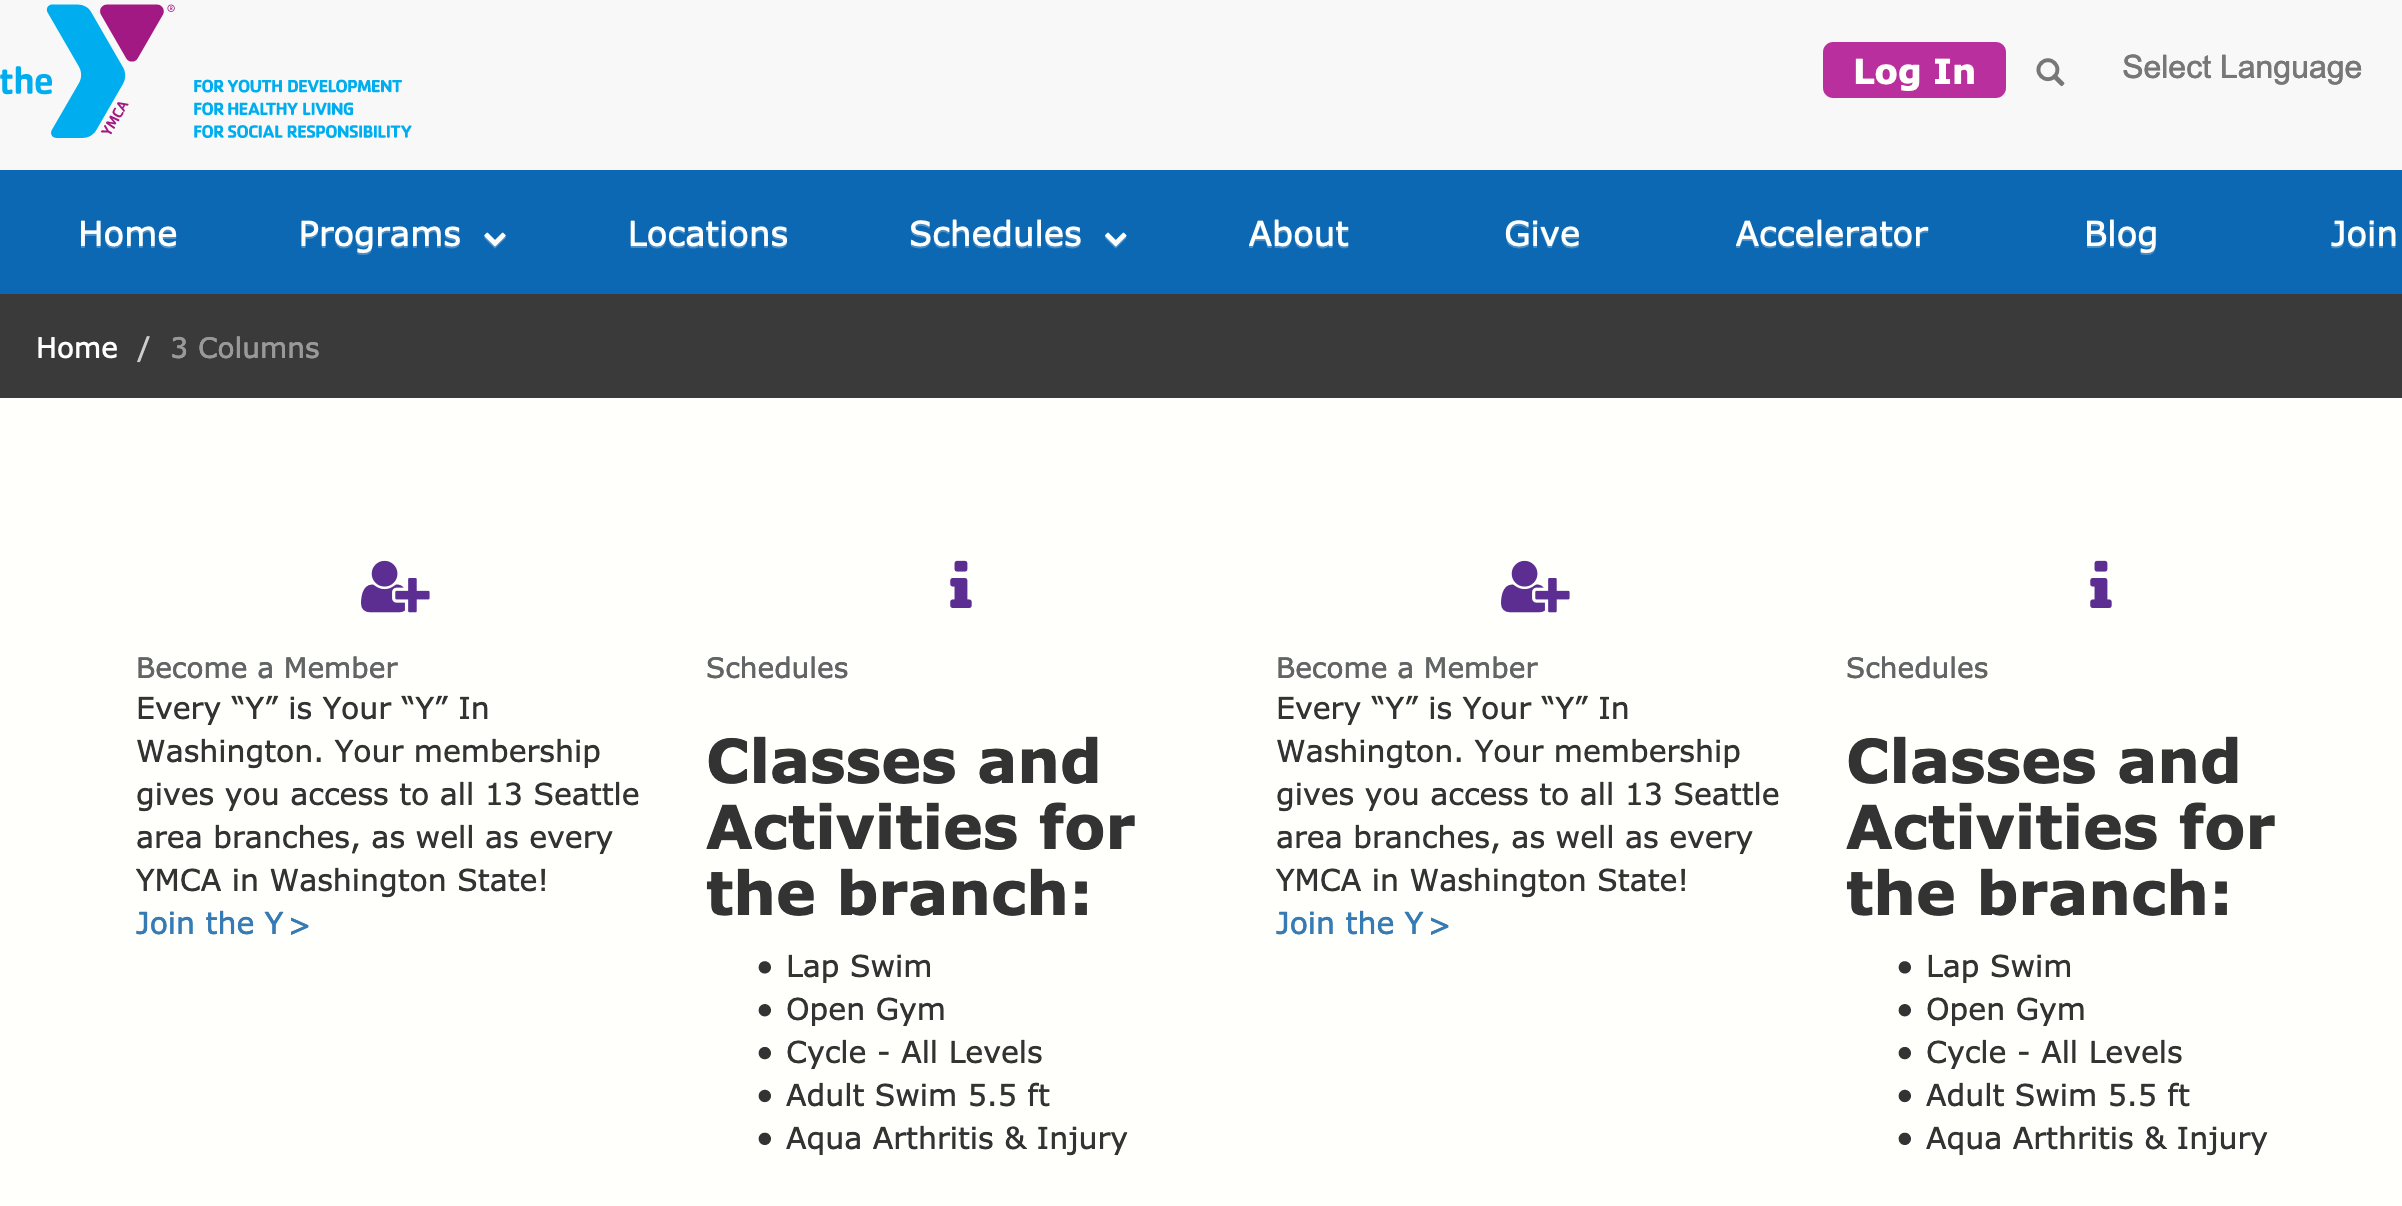 the
YMCA
®
FOR YOUTH DEVELOPMENT
FOR HEALTHY LIVING
FOR SOCIAL RESPONSIBILITY
Log In
Select Language
Home
Programs
Locations
Schedules
About
Give
Accelerator
Blog
Join
Home / 3 Columns
Become a Member
Every “Y” is Your “Y” In
Washington. Your membership
gives you access to all 13 Seattle
area branches, as well as every
YMCA in Washington State!
Join the Y >
Schedules
Classes and
Activities for
the branch:
• Lap Swim
• Open Gym
• Cycle - All Levels
• Adult Swim 5.5 ft
• Aqua Arthritis & Injury
Become a Member
Every “Y” is Your “Y” In
Washington. Your membership
gives you access to all 13 Seattle
area branches, as well as every
YMCA in Washington State!
Join the Y >
Schedules
Classes and
Activities for
the branch:
• Lap Swim
• Open Gym
• Cycle - All Levels
• Adult Swim 5.5 ft
• Aqua Arthritis & Injury